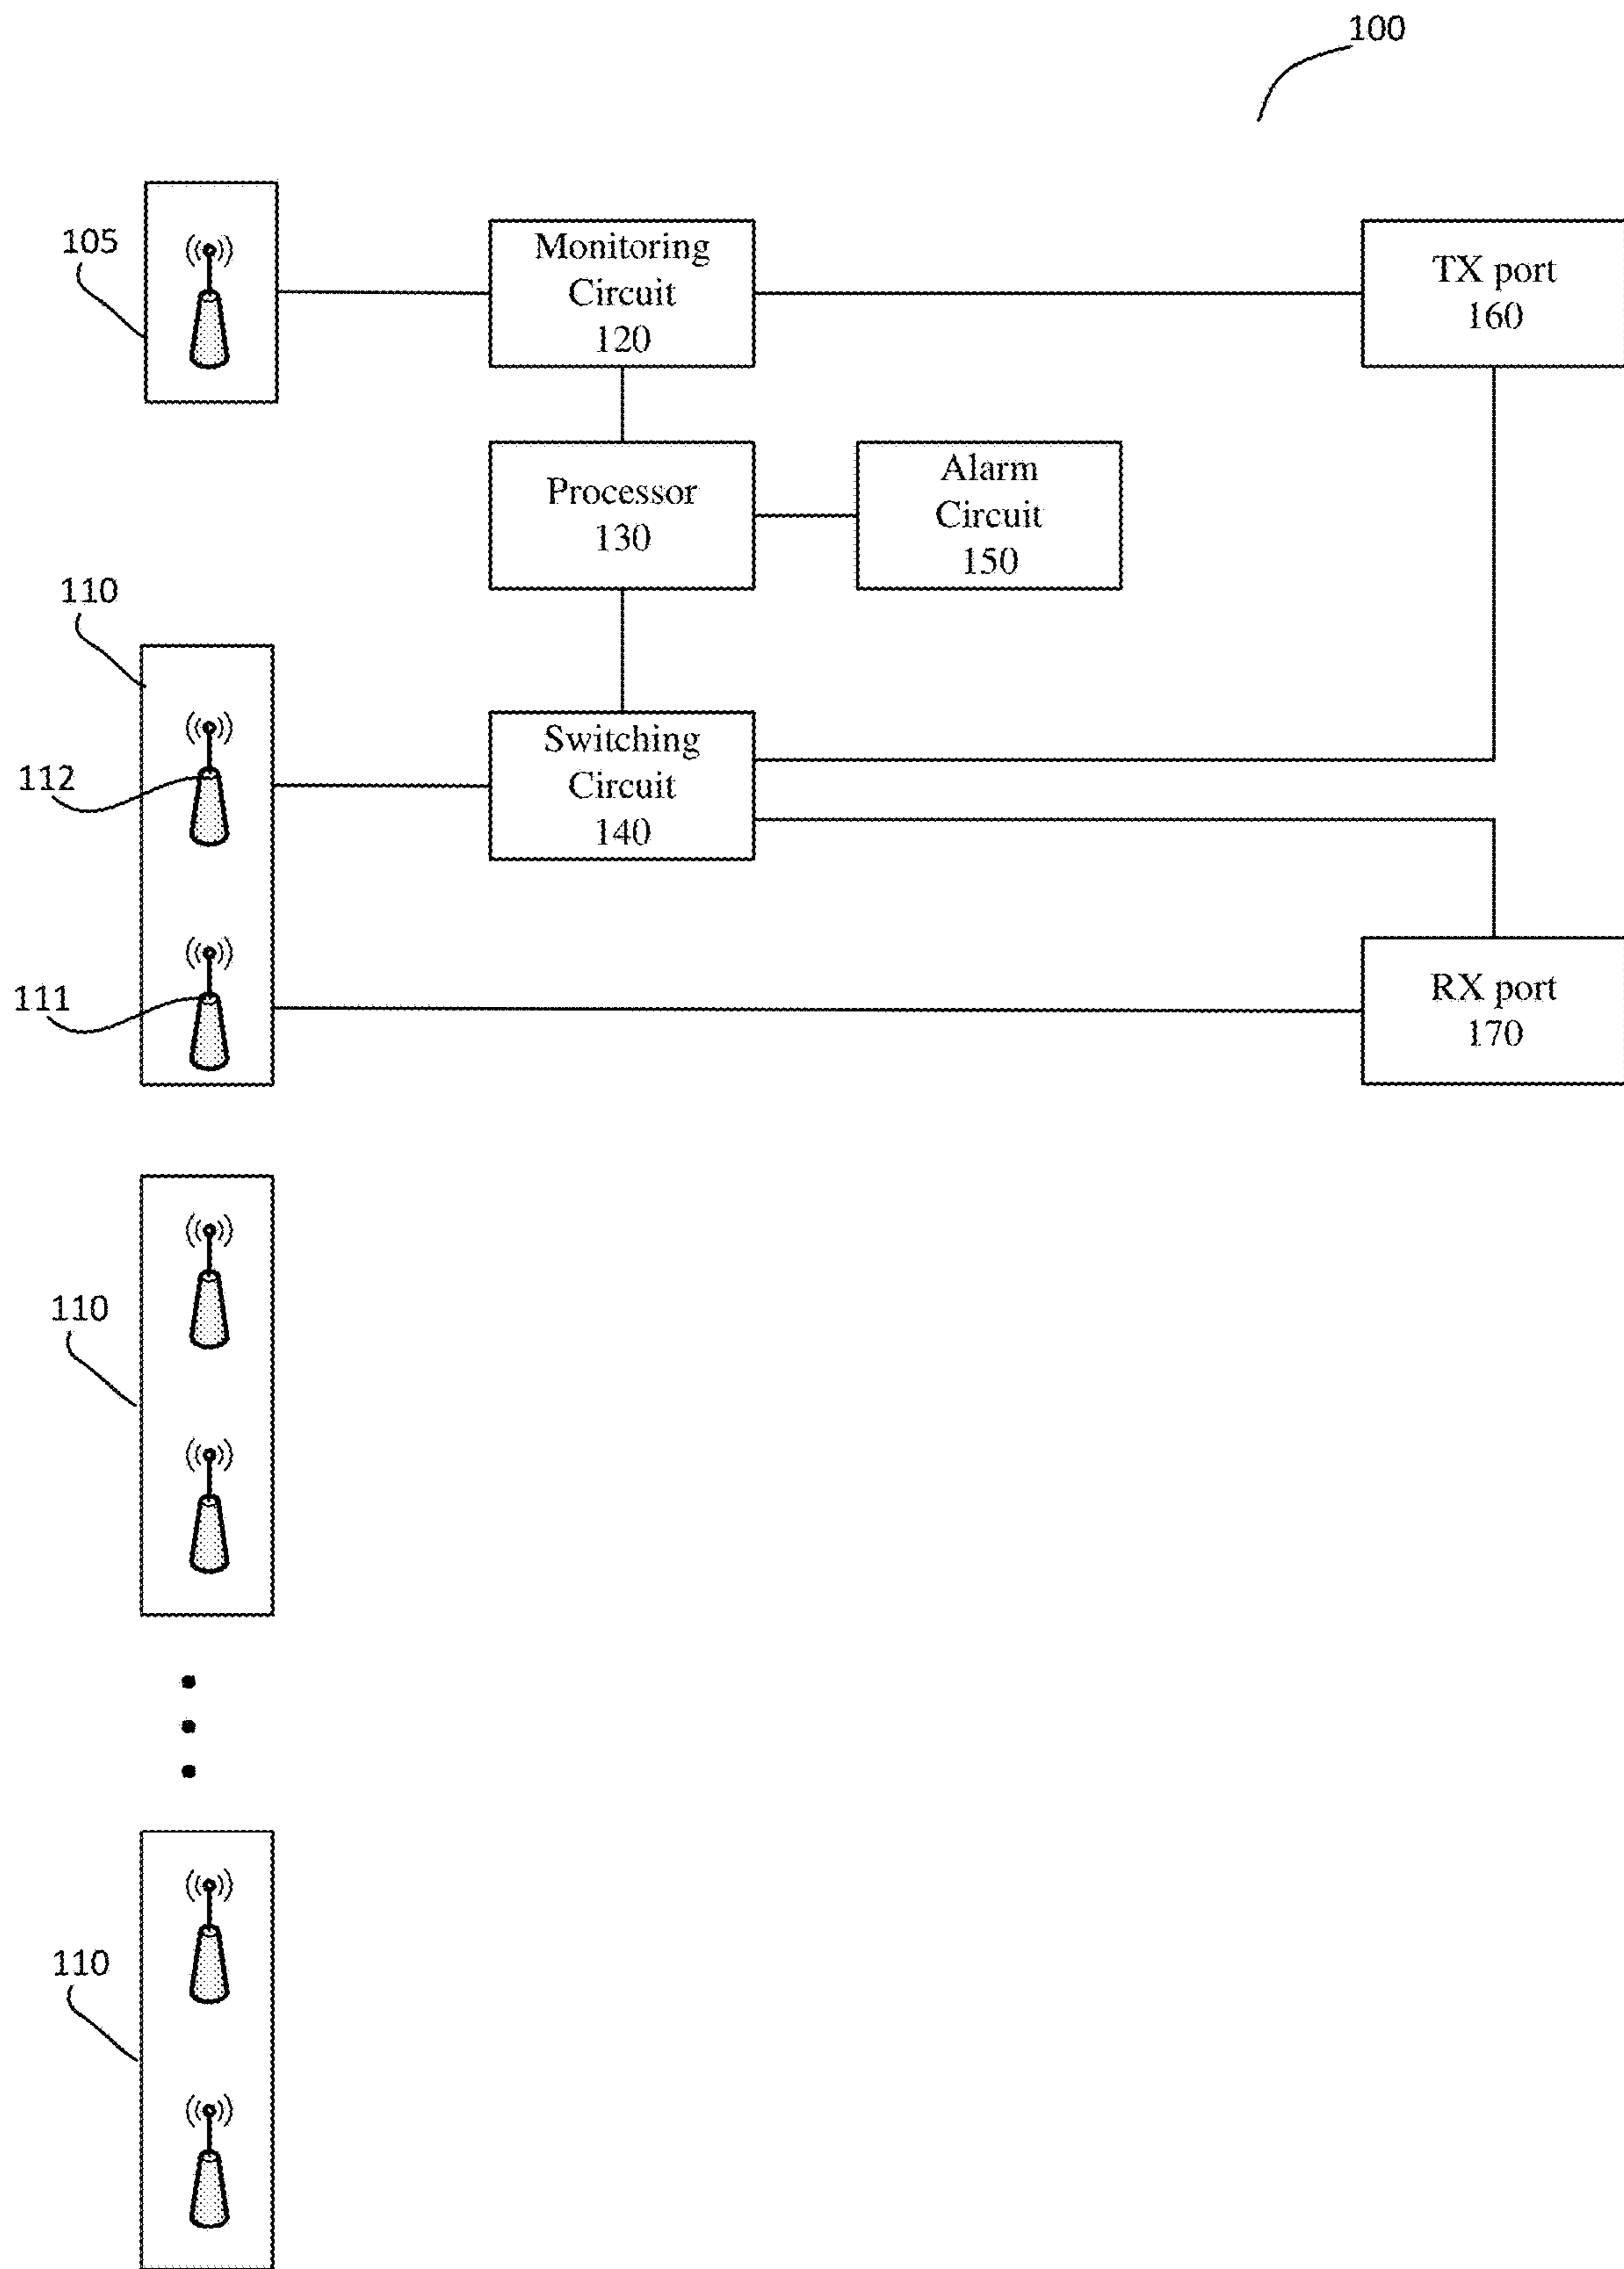 100
105
Monitoring
Circuit
120
TX port
160
Processor
130
Alarm
Circuit
150
110
112
Switching
Circuit
140
111
RX port
170
110
110